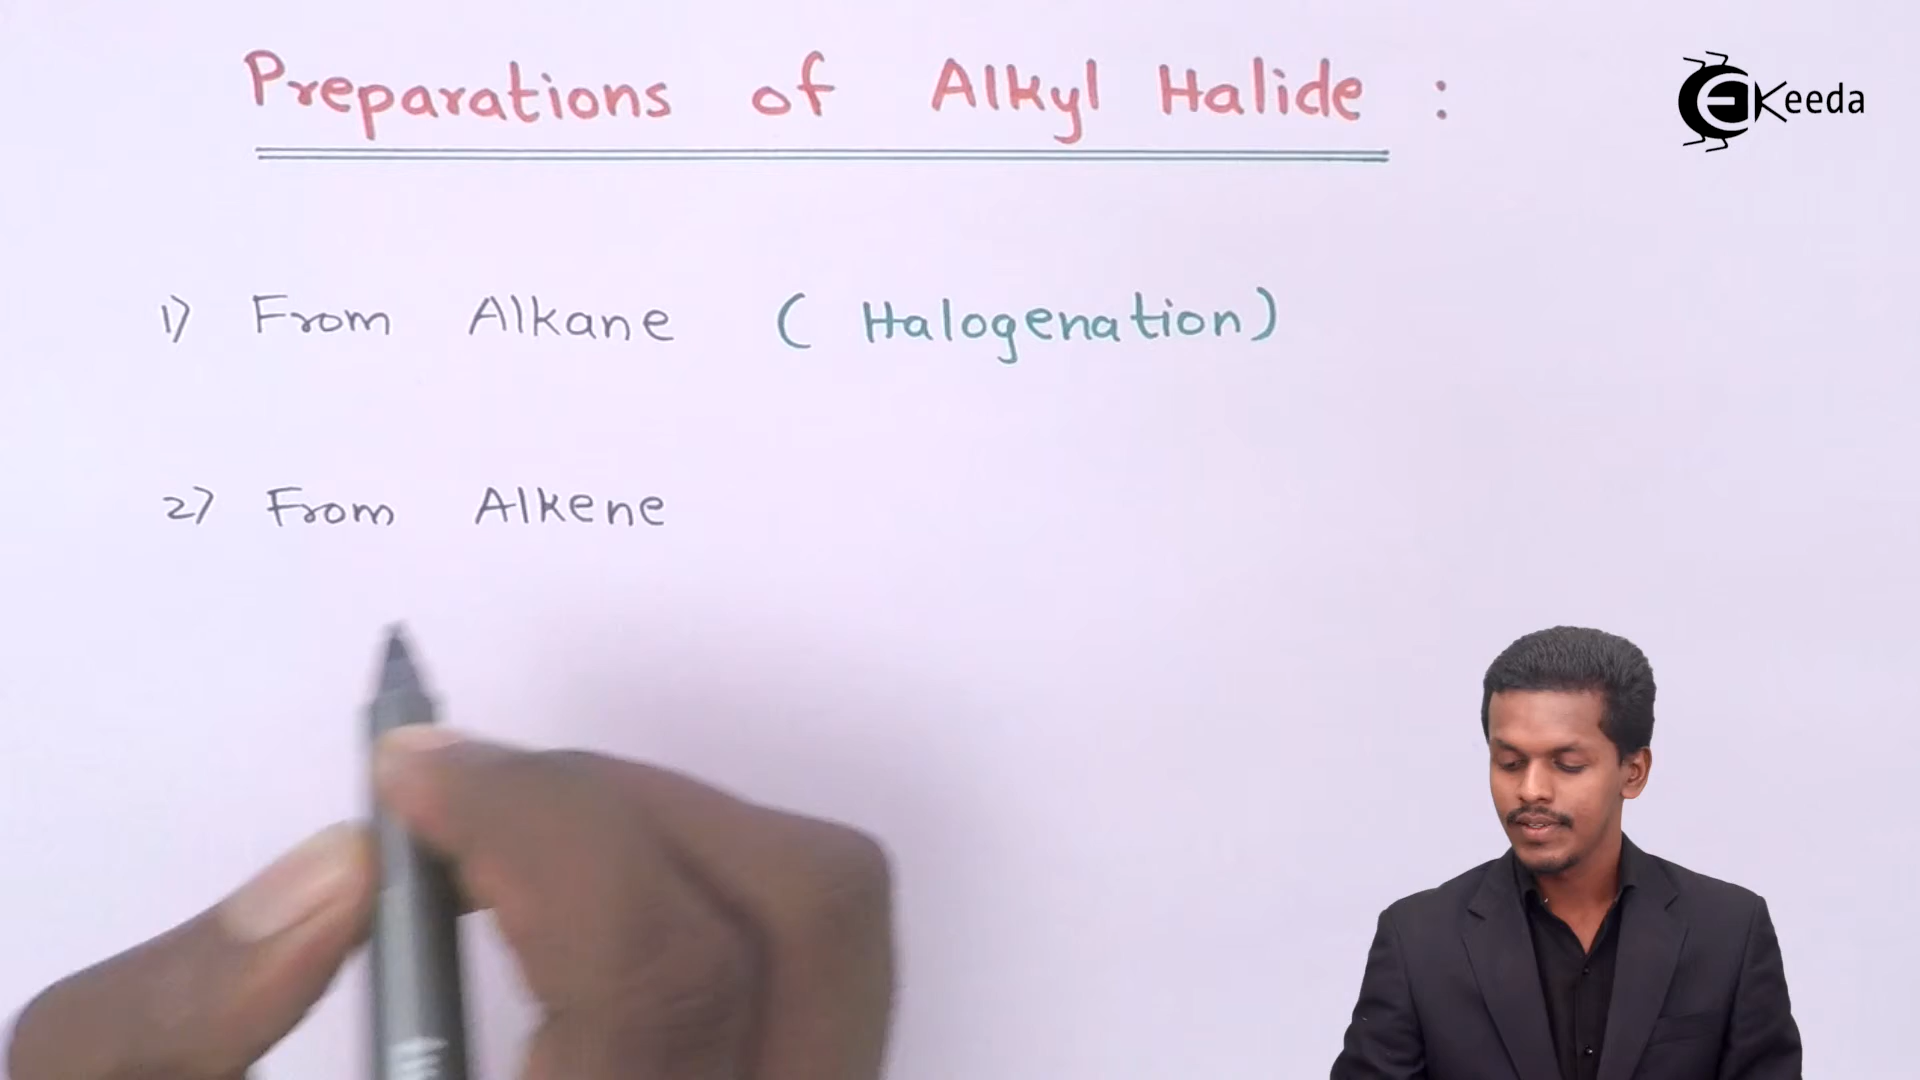 Preparations of Alkyl Halide :
Keeda
1) From Alkane ( Halogenation )
2) From Alkene